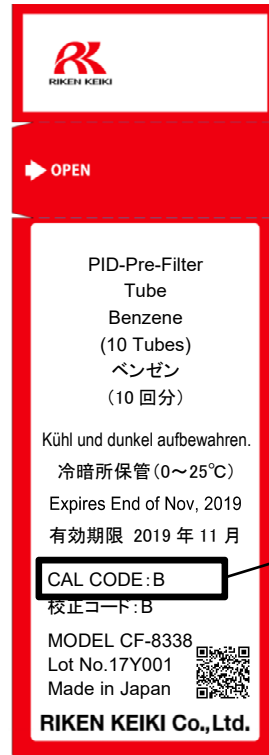 RK
RIKEN KEIKI
OPEN
PID-Pre-Filter
Tube
Benzene
(10 Tubes)
ベンゼン
（10 回分）
Kühl und dunkel aufbewahren.
冷暗所保管（0～25℃）
Expires End of Nov, 2019
有効期限 2019 年 11 月
CAL CODE：B
校正コード：B
MODEL CF-8338
Lot No.17Y001
Made in Japan
RIKEN KEIKI Co.,Ltd.